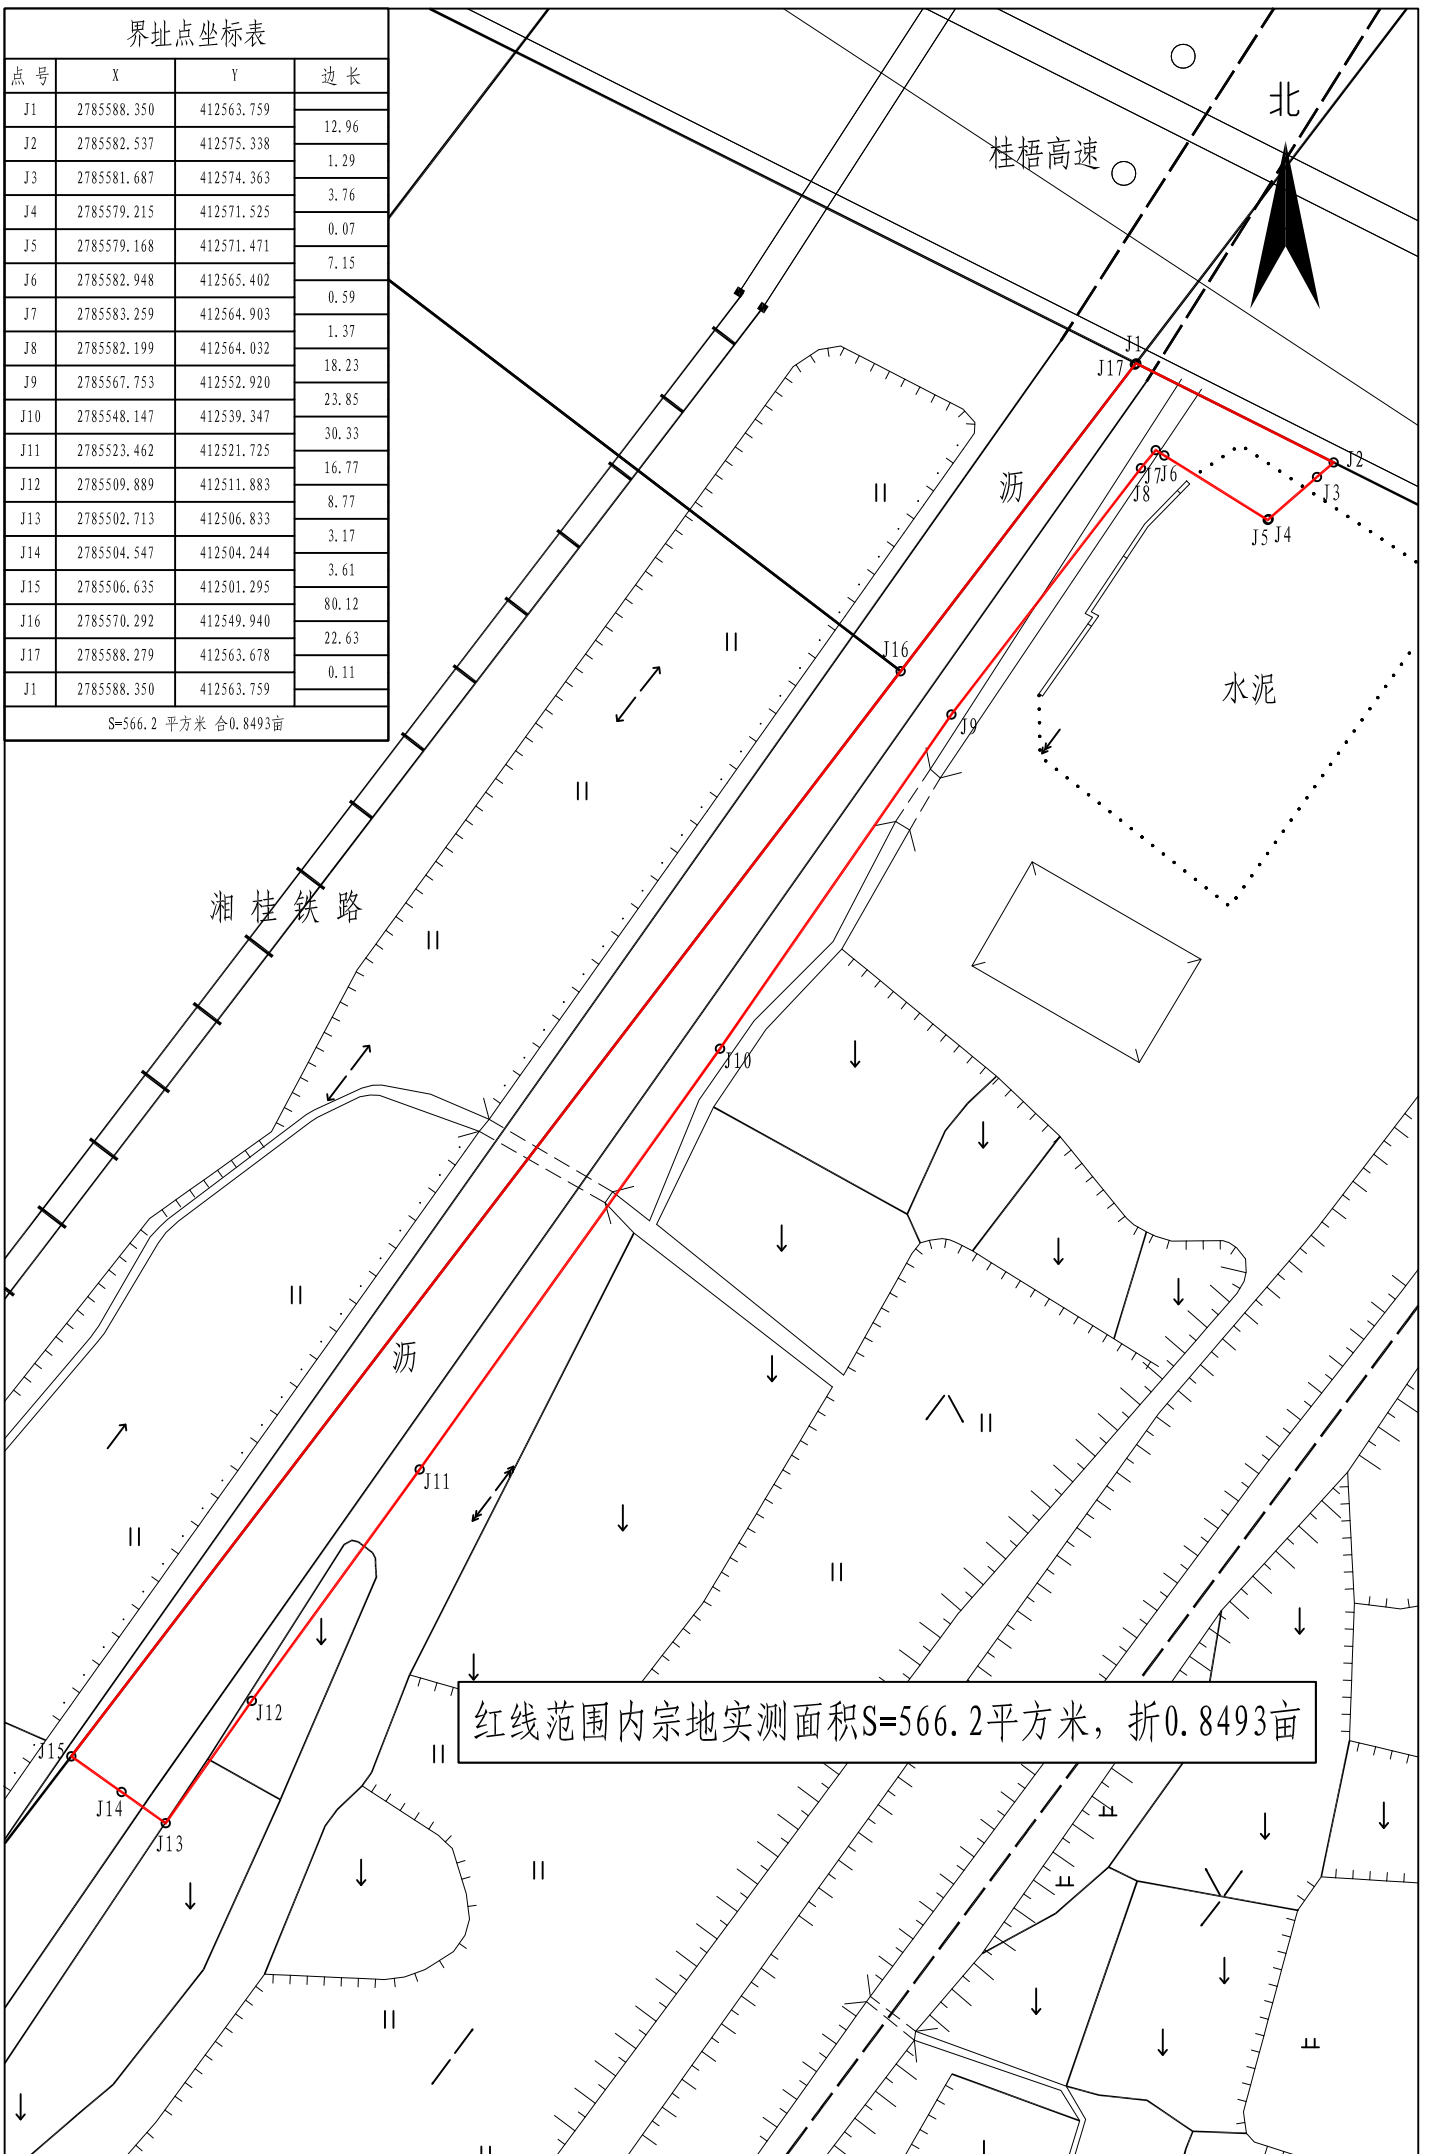 界址点坐标表
点 号 X Y 边 长
J1 2785588.350 412563.759
12.96
J2 2785582.537 412575.338
1.29
J3 2785581.687 412574.363
3.76
J4 2785579.215 412571.525
0.07
J5 2785579.168 412571.471
7.15
J6 2785582.948 412565.402
0.59
J7 2785583.259 412564.903
1.37
J8 2785582.199 412564.032
18.23
J9 2785567.753 412552.920
23.85
J10 2785548.147 412539.347
30.33
J11 2785523.462 412521.725
16.77
J12 2785509.889 412511.883
8.77
J13 2785502.713 412506.833
3.17
J14 2785504.547 412504.244
3.61
J15 2785506.635 412501.295
80.12
J16 2785570.292 412549.940
22.63
J17 2785588.279 412563.678
0.11
J1 2785588.350 412563.759
S=566.2 平方米 合0.8493亩
北
桂梧高速
J1
J17
J2
J3
J7
J6
J8
J5
J4
沥
J16
水泥
J9
湘桂铁路
J10
沥
J11
J12
J15
J14
J13
红线范围内宗地实测面积S=566.2平方米，折0.8493亩